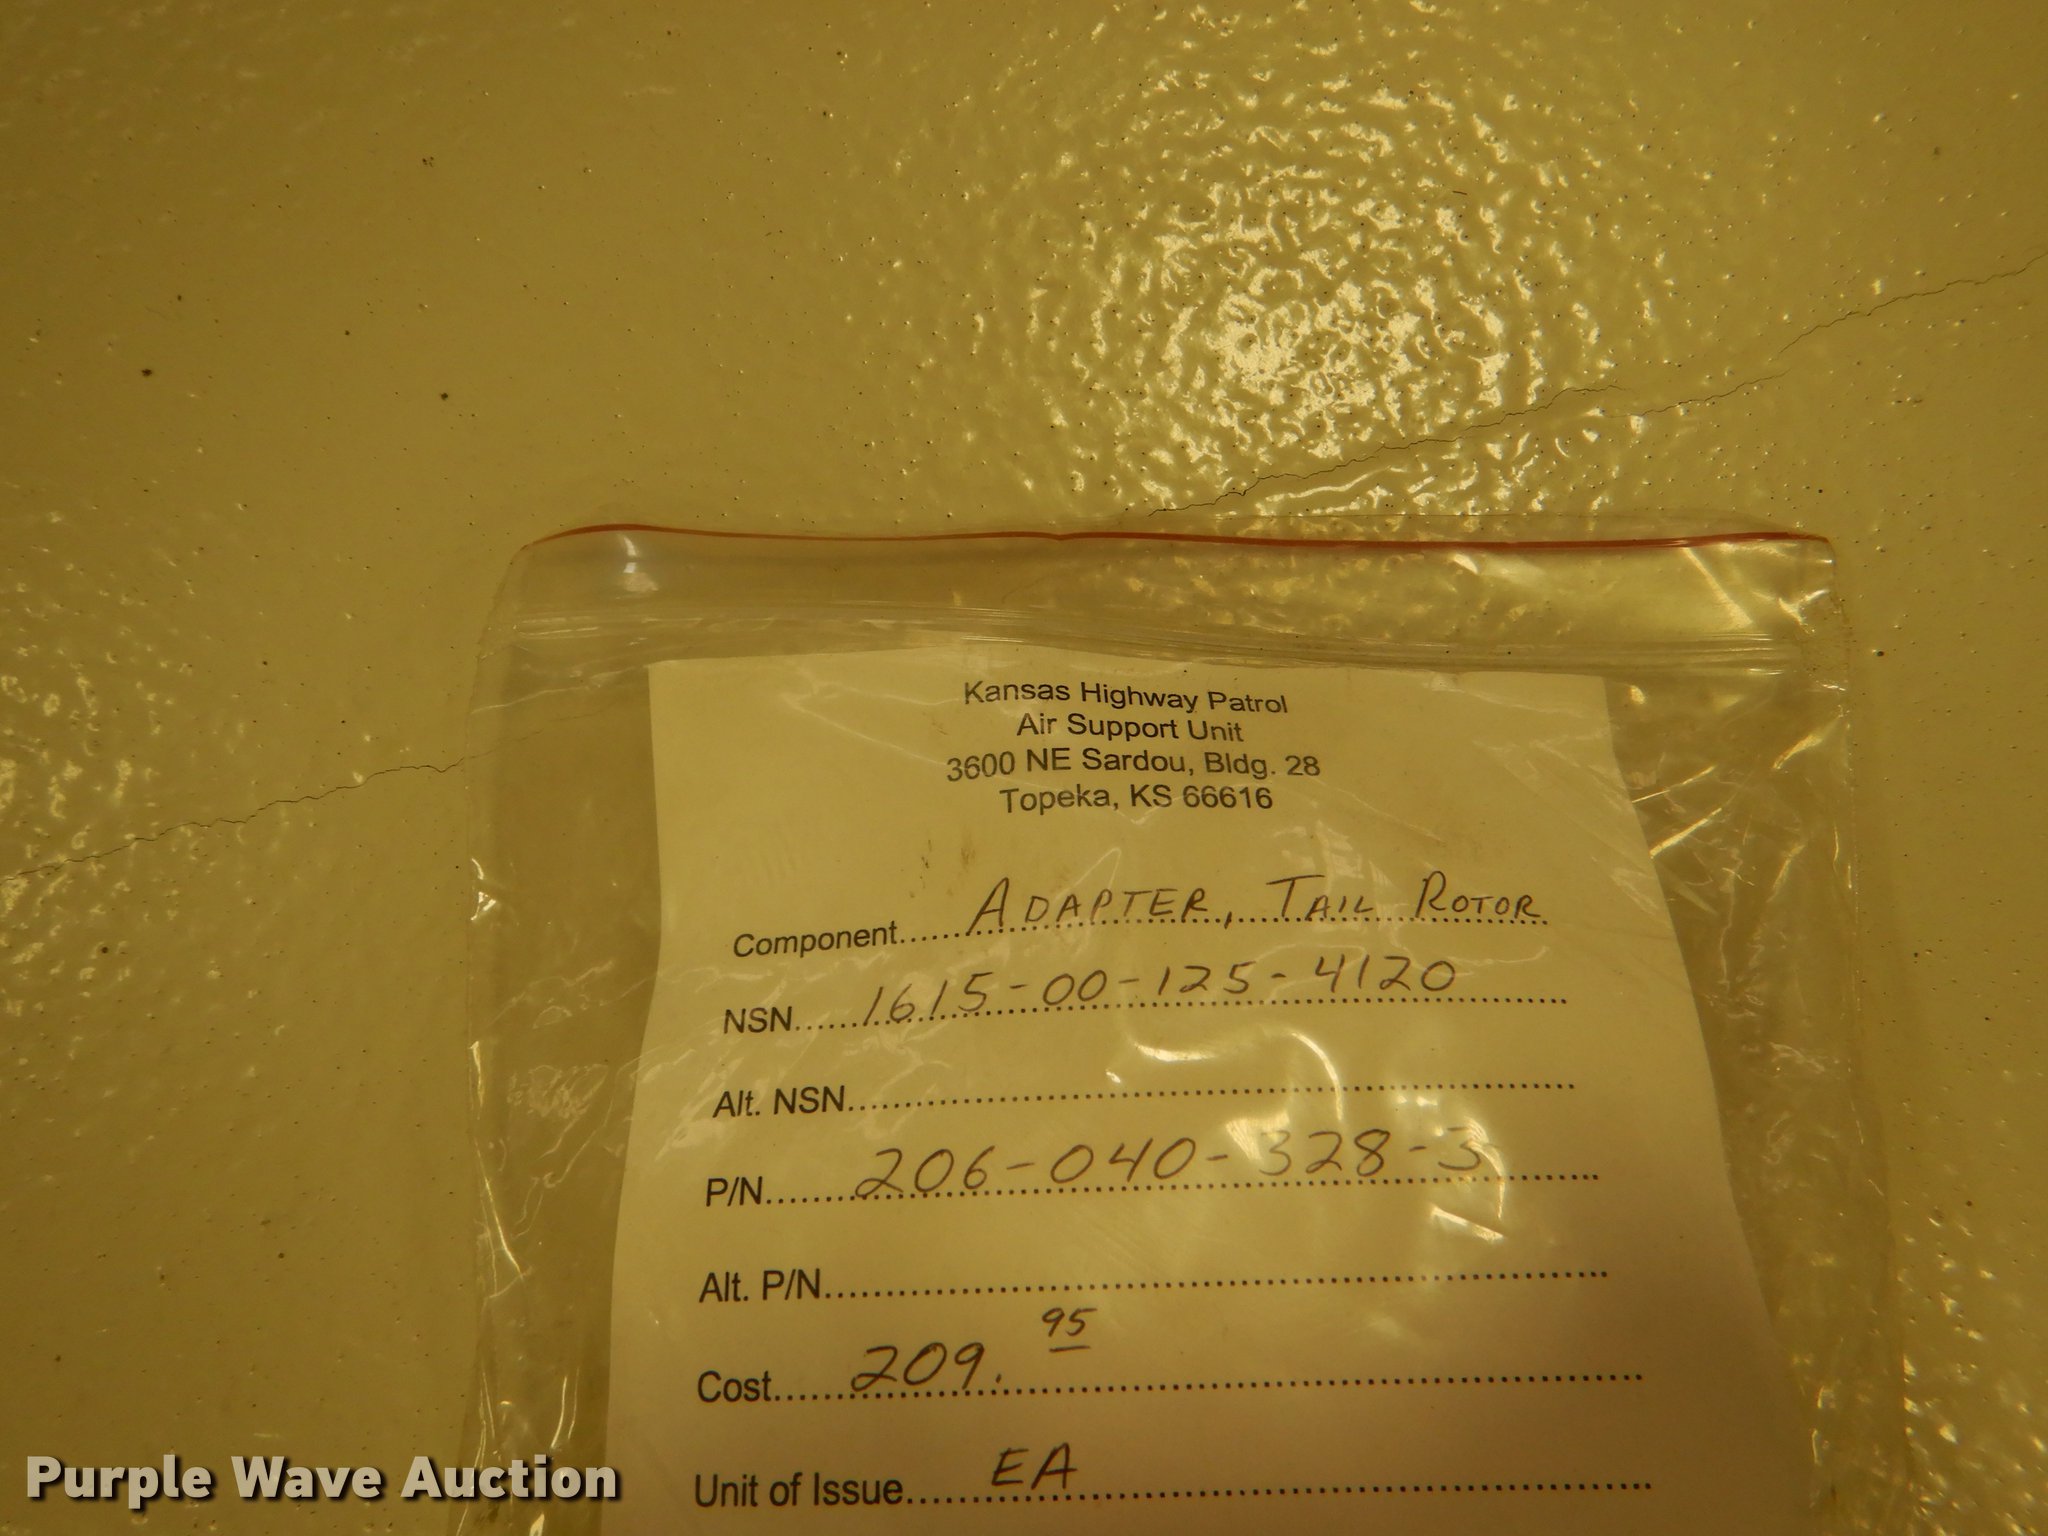 Kansas Highway Patrol
Air Support Unit
3600 NE Sardou, Bldg. 28
Topeka, KS 66616
Component......ADAPTER, TAIL ROTOR
NSN......1615-00-125-4120
Alt. NSN......
P/N......206-040-328-3
Alt. P/N......
Cost......209.95
Unit of Issue......EA
Purple Wave Auction